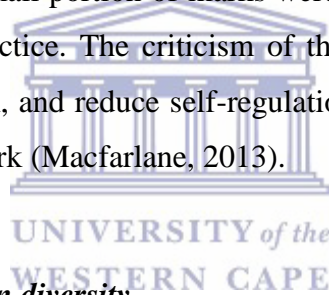 portion of marks were
ctice. The criticism of th
, and reduce self-regulatio
rk (Macfarlane, 2013).
UNIVERSITY of the
WESTERN CAPE
n diversity